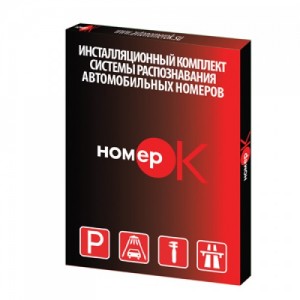 ИНСТАЛЛЯЦИОННЫЙ КОМПЛЕКТ
СИСТЕМЫ РАСПОЗНАВАНИЯ
АВТОМОБИЛЬНЫХ НОМЕРОВ
номерOK
P